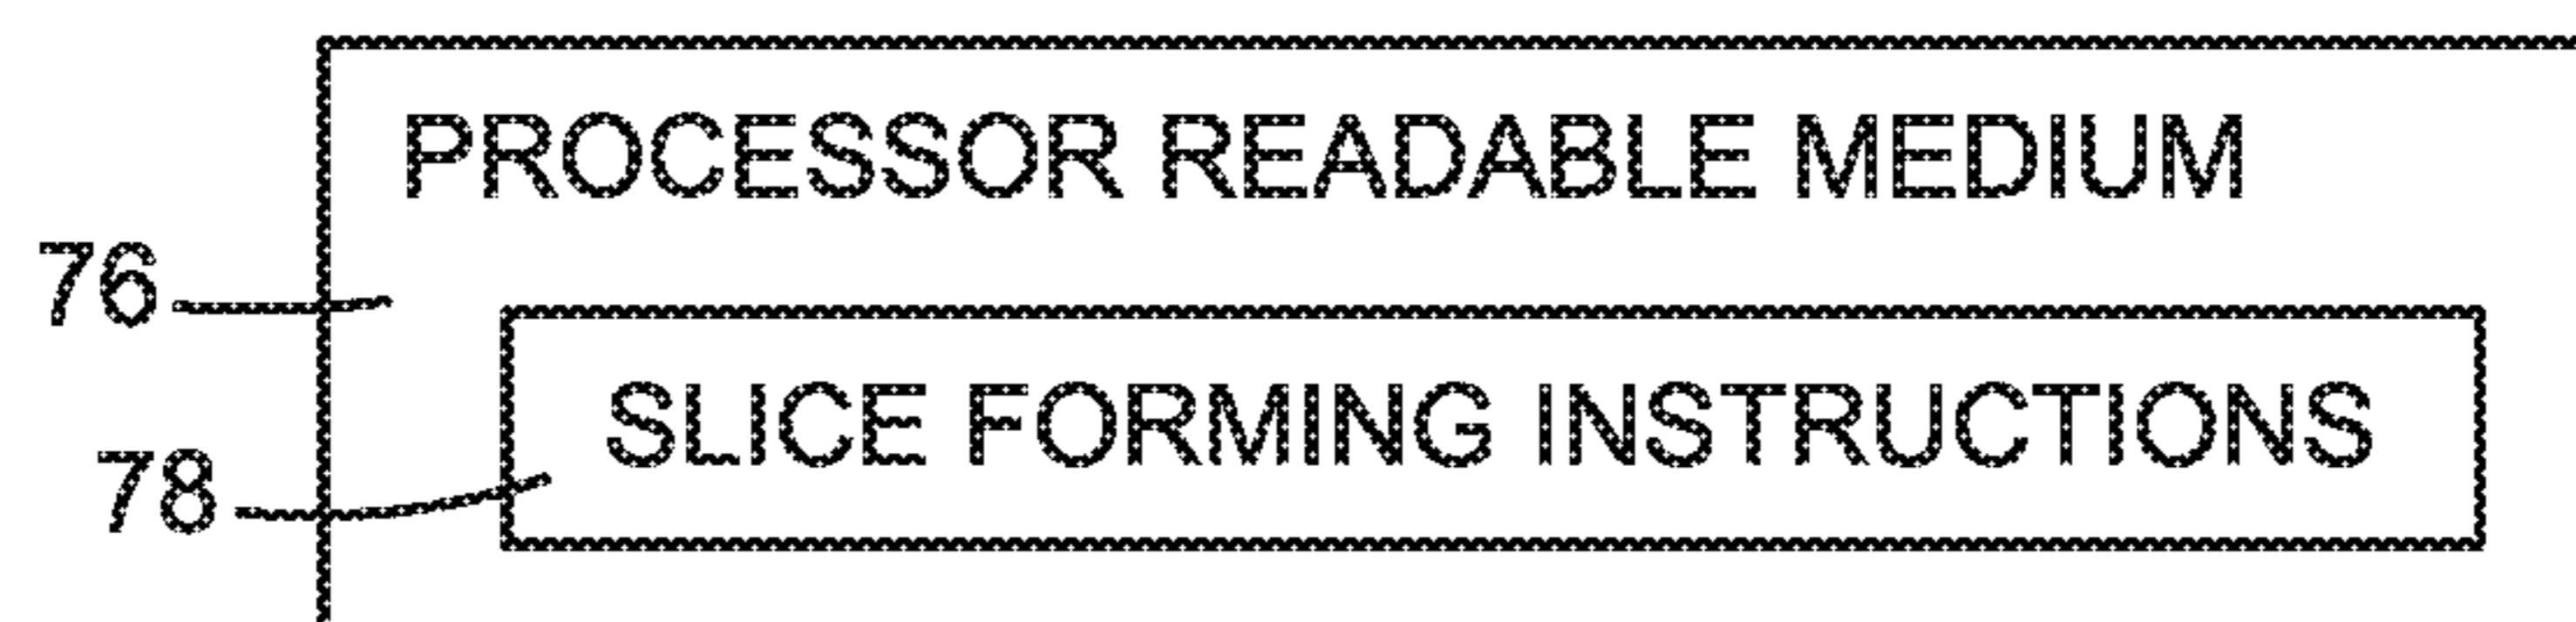 PROCESSOR READABLE MEDIUM
76
SLICE FORMING INSTRUCTIONS
78